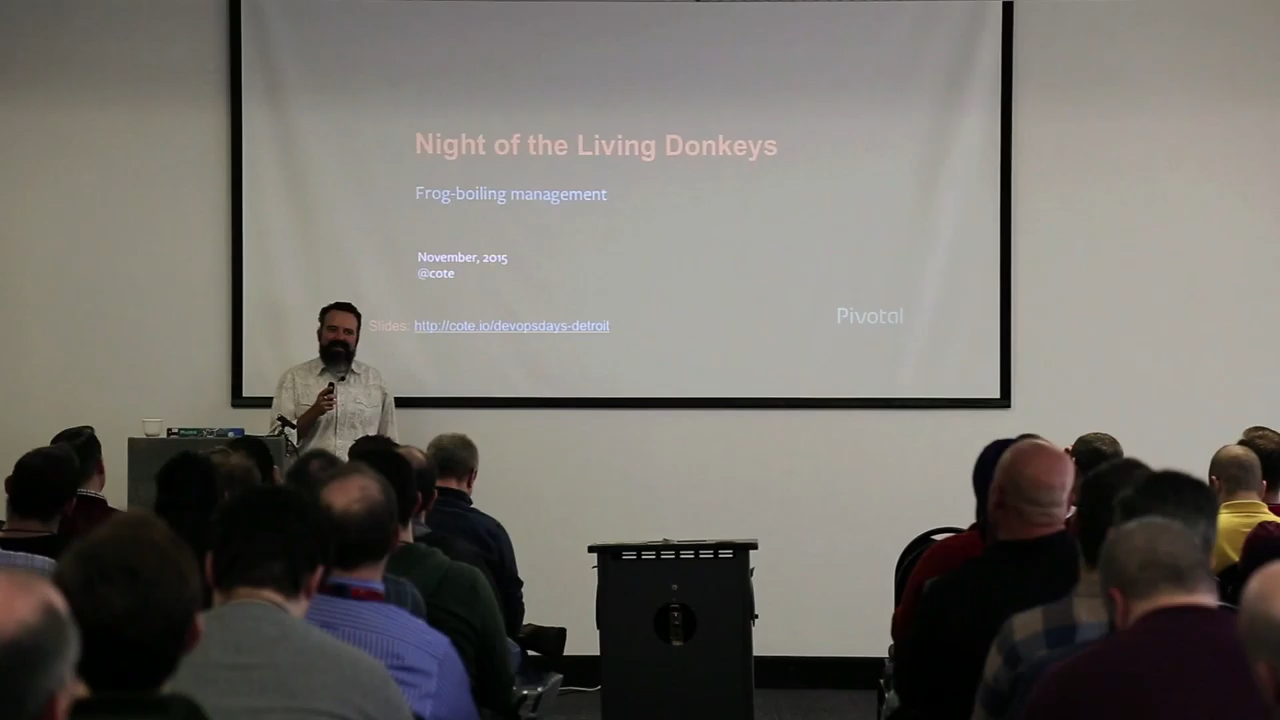 Night of the Living Donkeys
Frog-boiling management
November, 2015
@cote
Pivotal
Slides: http://cote.io/devopsdays-detroit